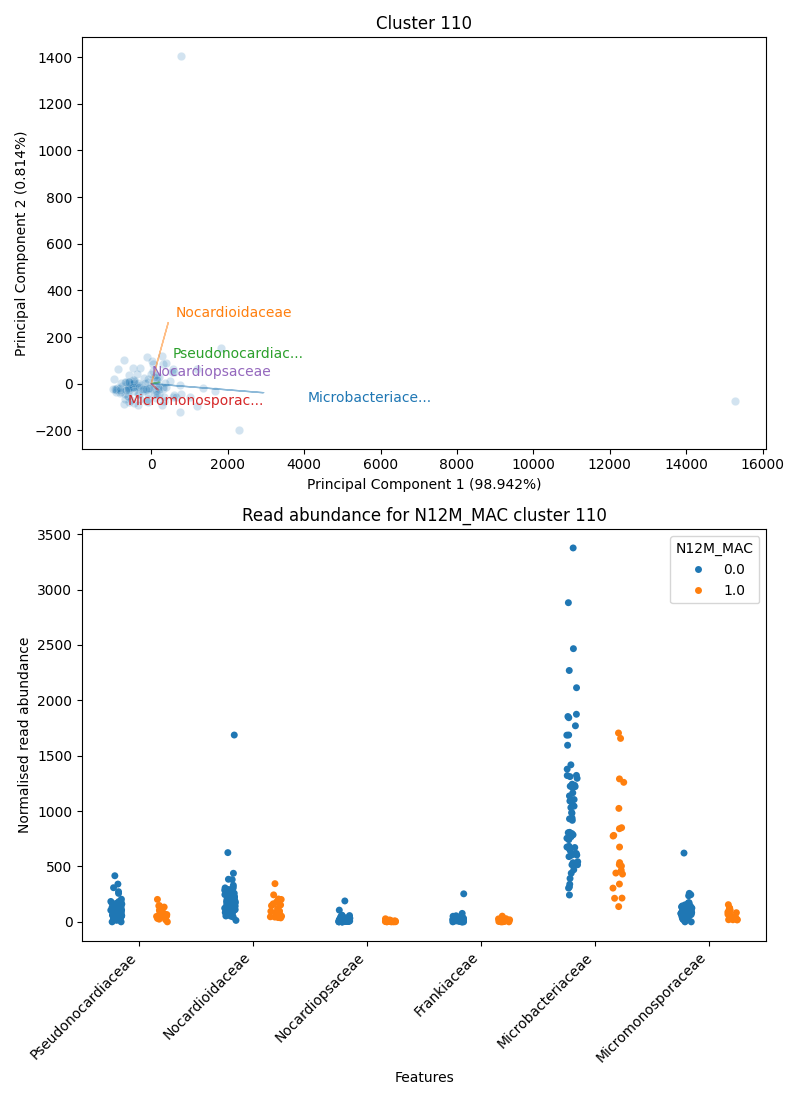 Cluster 110
1400
1200
1000
800
600
400
200
0
−200
Principal Component 2 (0.814%)
Nocardioidaceae
Pseudonocardiac...
Nocardiopsaceae
Microbacteriace...
Micromonosporac...
0 2000 4000 6000 8000 10000 12000 14000 16000
Principal Component 1 (98.942%)
Read abundance for N12M_MAC cluster 110
N12M_MAC
0.0
1.0
3500
3000
2500
2000
1500
1000
500
0
Normalised read abundance
Pseudonocardiaceae
Nocardioidaceae
Nocardiopsaceae
Frankiaceae
Microbacteriaceae
Micromonosporaceae
Features